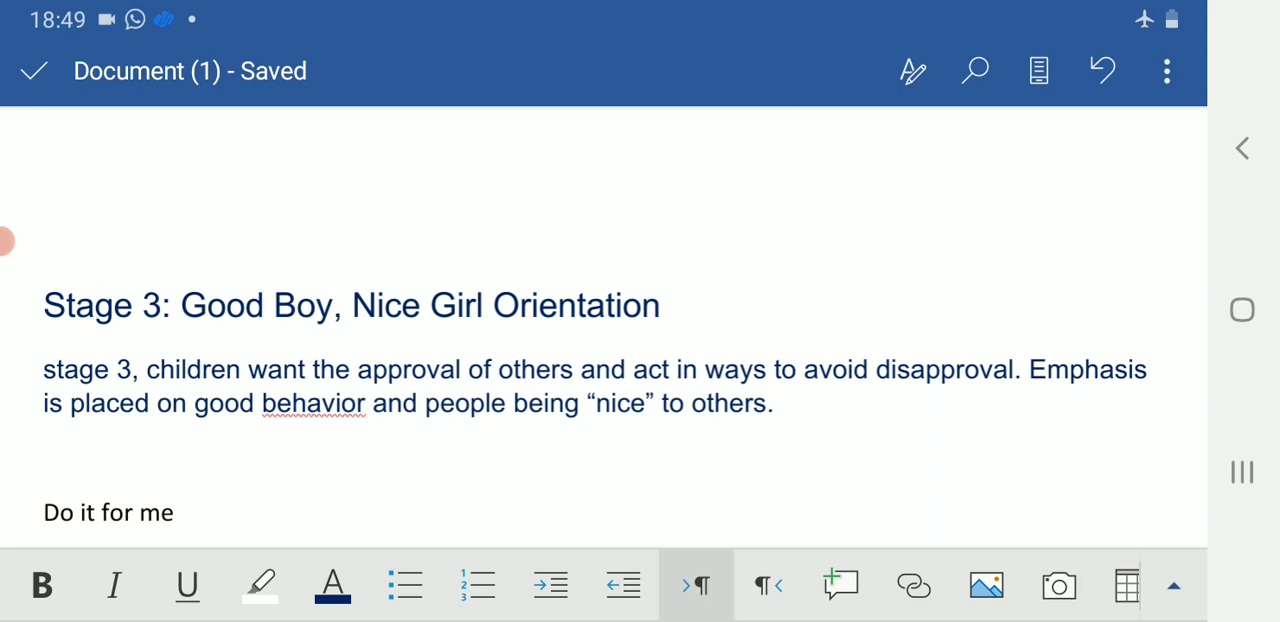 18:49
Document (1) - Saved
Stage 3: Good Boy, Nice Girl Orientation
stage 3, children want the approval of others and act in ways to avoid disapproval. Emphasis
is placed on good behavior and people being “nice” to others.
Do it for me
B I U A